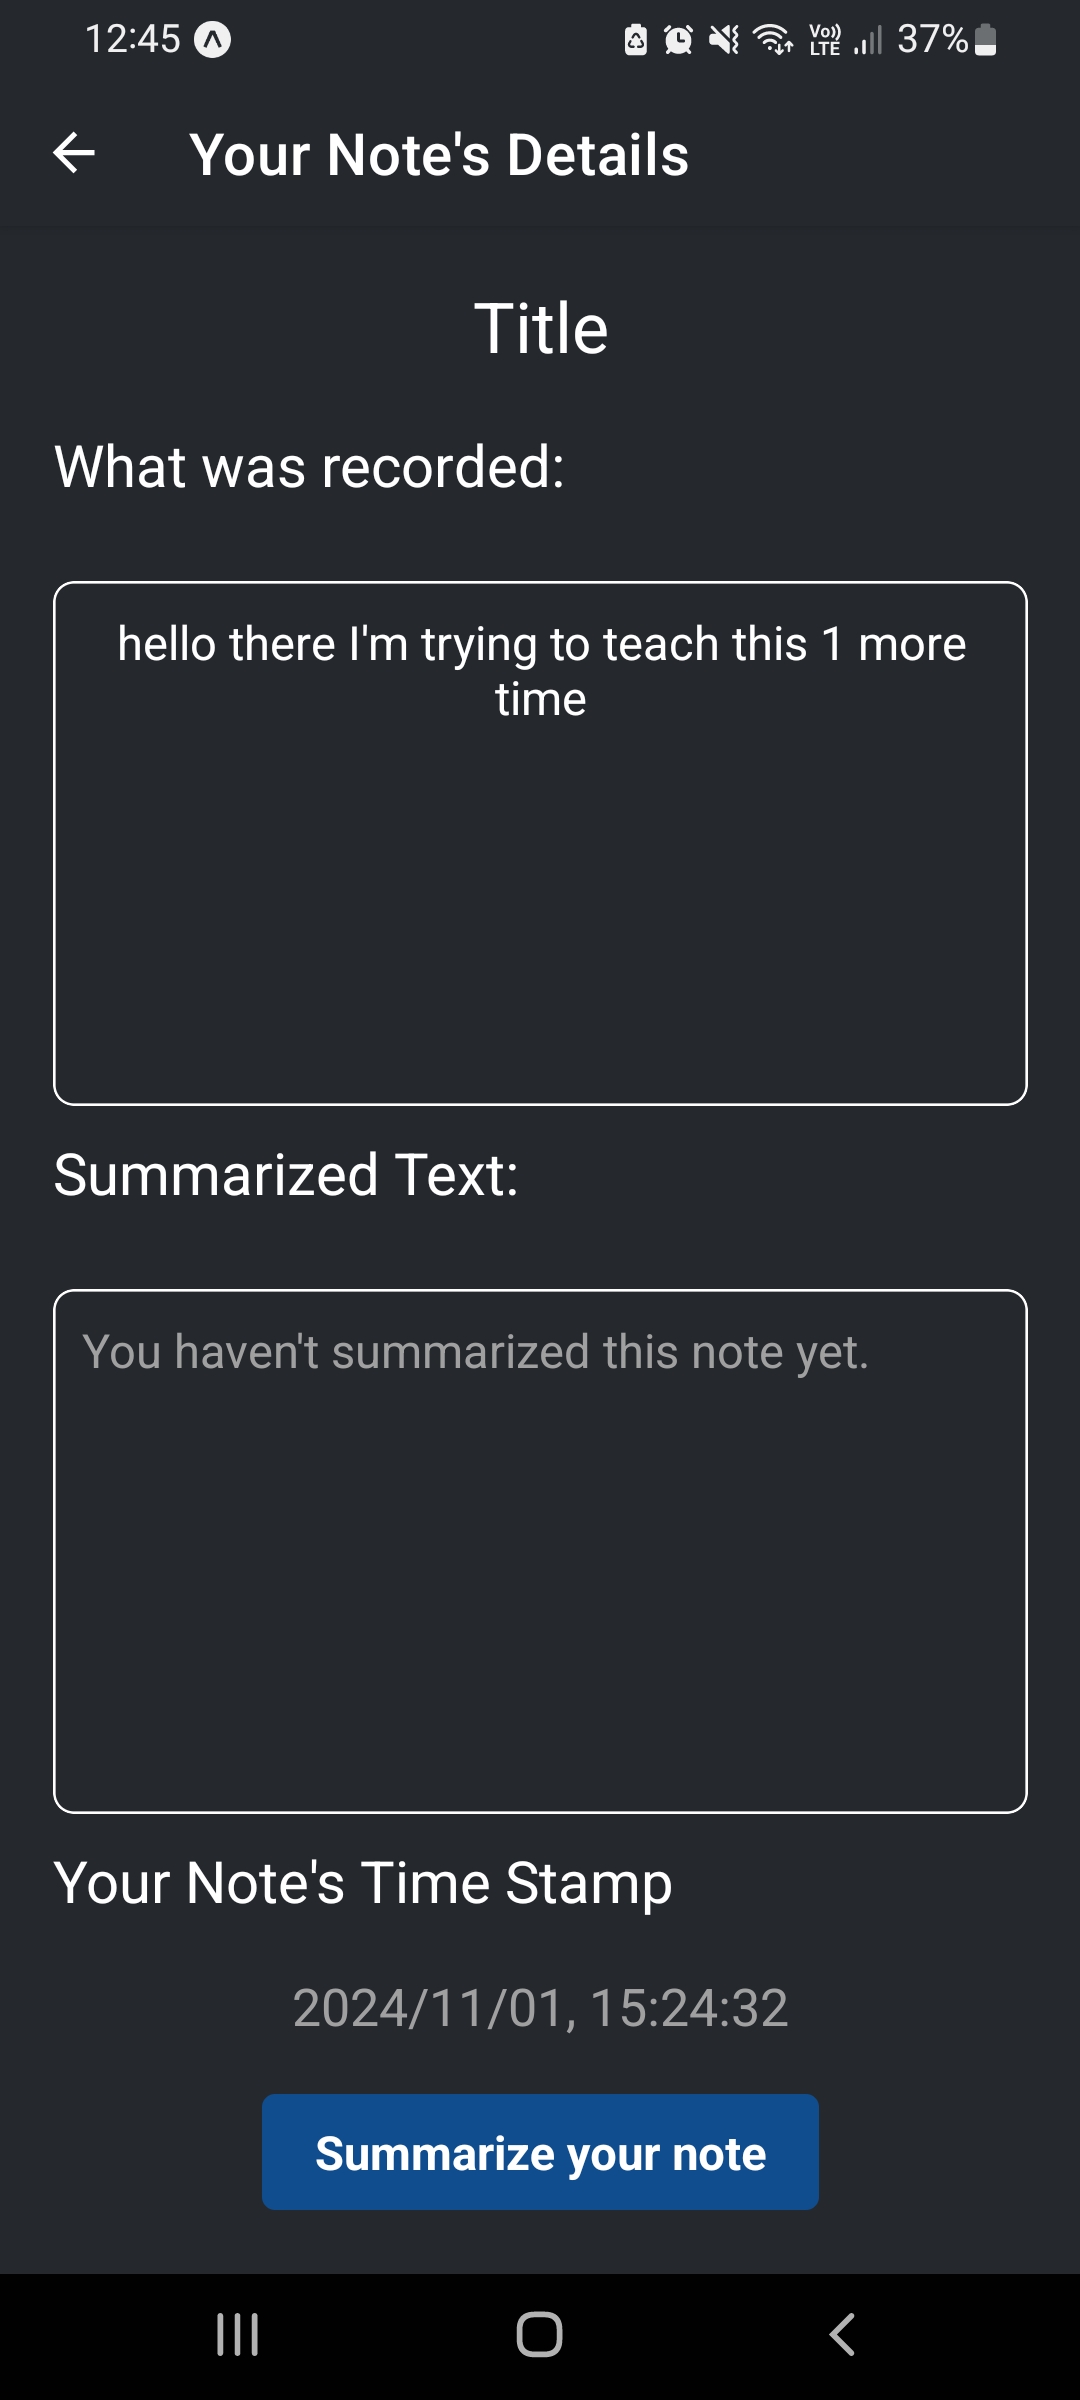 12:45
Vo)) LTE
37%
Your Note's Details
Title
What was recorded:
hello there I'm trying to teach this 1 more
time
Summarized Text:
You haven't summarized this note yet.
Your Note's Time Stamp
2024/11/01, 15:24:32
Summarize your note